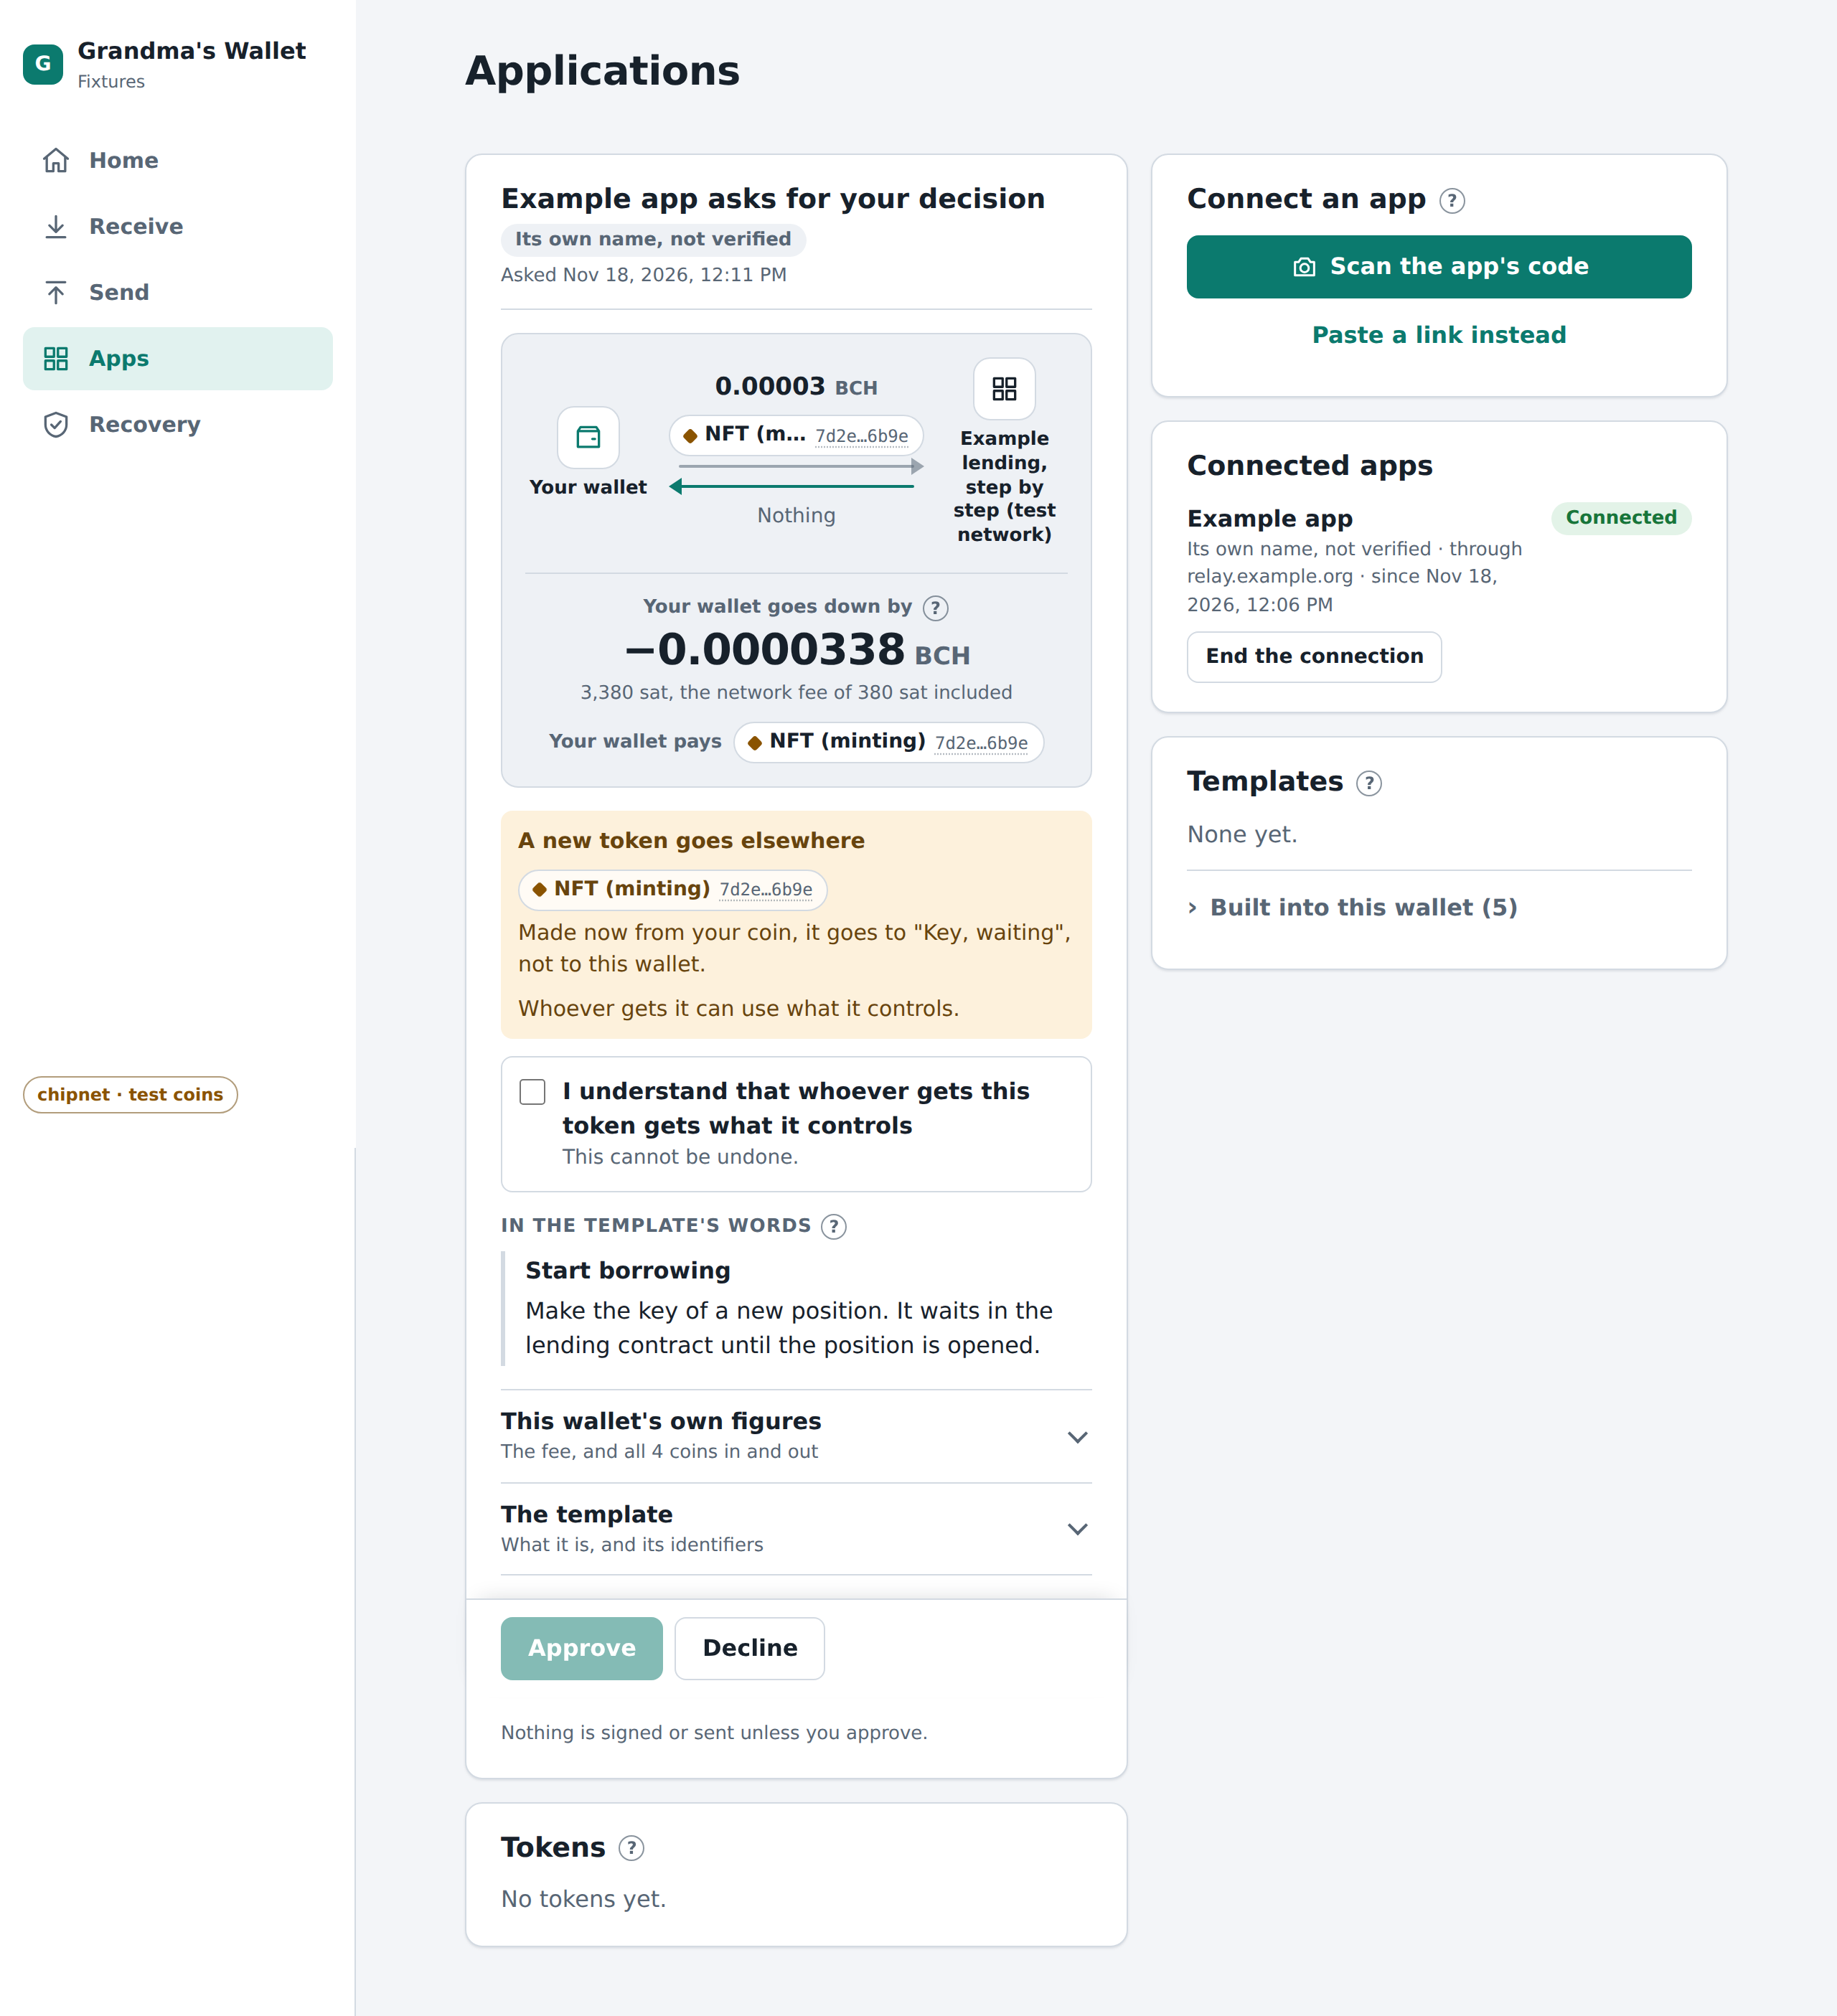 G
Grandma's Wallet
Fixtures
Home
Receive
Send
Apps
Recovery
chipnet · test coins
Applications
Example app asks for your decision
Its own name, not verified
Asked Nov 18, 2026, 12:11 PM
Your wallet
0.00003 BCH
NFT (m… 7d2e…6b9e
Nothing
Example
lending,
step by
step (test
network)
Your wallet goes down by ?
−0.0000338 BCH
3,380 sat, the network fee of 380 sat included
Your wallet pays NFT (minting) 7d2e…6b9e
A new token goes elsewhere
NFT (minting) 7d2e…6b9e
Made now from your coin, it goes to "Key, waiting",
not to this wallet.
Whoever gets it can use what it controls.
I understand that whoever gets this
token gets what it controls
This cannot be undone.
IN THE TEMPLATE'S WORDS ?
Start borrowing
Make the key of a new position. It waits in the
lending contract until the position is opened.
This wallet's own figures
The fee, and all 4 coins in and out
The template
What it is, and its identifiers
Approve
Decline
Nothing is signed or sent unless you approve.
Tokens ?
No tokens yet.
Connect an app ?
Scan the app's code
Paste a link instead
Connected apps
Example app
Connected
Its own name, not verified · through
relay.example.org · since Nov 18,
2026, 12:06 PM
End the connection
Templates ?
None yet.
Built into this wallet (5)